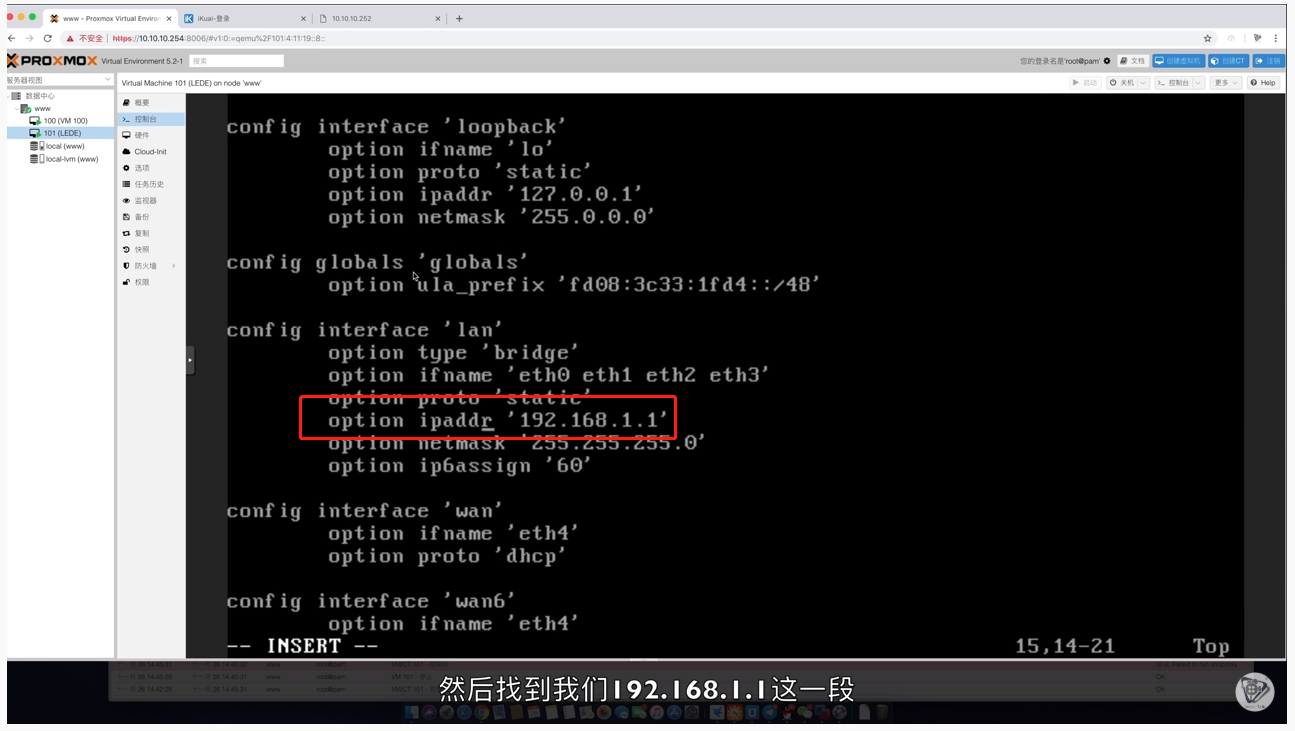 www - Proxmox Virtual Environ
iKuai-登录
10.10.10.252
不安全
https://10.10.10.254:8006/#v1:0:=qemu%2F101:4:11:19::8::
PROXMOX Virtual Environment 5.2-1
搜索
您的登录名是'root@pam'
文档
创建虚拟机
创建CT
注销
服务器视图
数据中心
www
100 (VM 100)
101 (LEDE)
local (www)
local-lvm (www)
Virtual Machine 101 (LEDE) on node 'www'
启动
关机
控制台
更多
Help
概要
控制台
硬件
Cloud-Init
选项
任务历史
监视器
备份
复制
快照
防火墙
权限
config interface 'loopback'
option ifname 'lo'
option proto 'static'
option ipaddr '127.0.0.1'
option netmask '255.0.0.0'
config globals 'globals'
option ula_prefix 'fd08:3c33:1fd4::/48'
config interface 'lan'
option type 'bridge'
option ifname 'eth0 eth1 eth2 eth3'
option proto 'static'
option ipaddr '192.168.1.1'
option netmask '255.255.255.0'
option ip6assign '60'
config interface 'wan'
option ifname 'eth4'
option proto 'dhcp'
config interface 'wan6'
option ifname 'eth4'
-- INSERT --
15,14-21
Top
然后找到我们192.168.1.1这一段